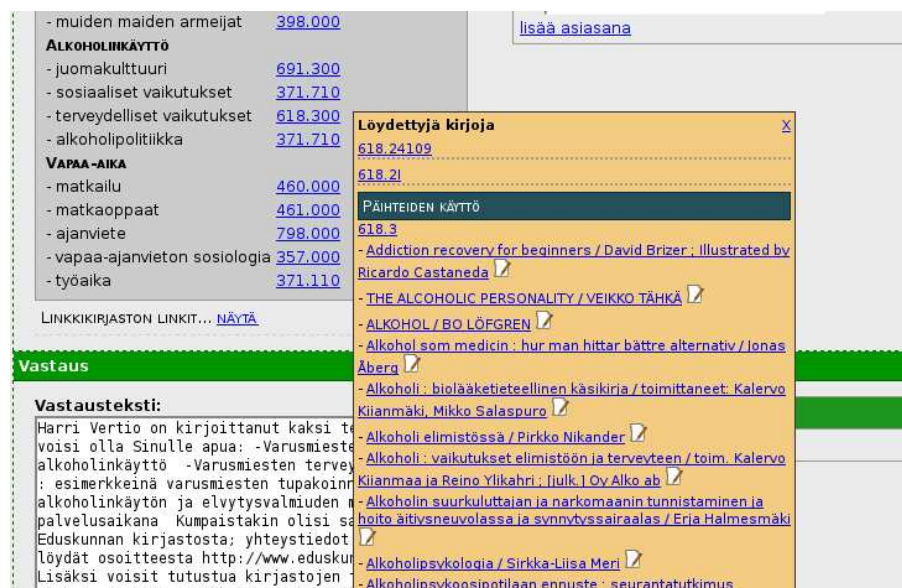 - muiden maiden armeijat 398.000
ALKOHOLINKÄYTTÖ
- juomakulttuuri 691.300
- sosiaaliset vaikutukset 371.710
- terveydelliset vaikutukset 618.300
- alkoholipolitiikka 371.710
VAPAA-AIKA
- matkailu 460.000
- matkaoppaat 461.000
- ajanviete 798.000
- vapaa-ajanvieton sosiologia 357.000
- työaika 371.110
LINKKIKIRJASTON LINKIT... NÄYTÄ
lisää asiasana
Löydettyjä kirjoja X
618.24109
618.2I
PÄIHTEIDEN KÄYTTÖ
618.3
- Addiction recovery for beginners / David Brizer ; Illustrated by
Ricardo Castaneda
- THE ALCOHOLIC PERSONALITY / VEIKKO TÄHKÄ
- ALKOHOL / BO LÖFGREN
- Alkohol som medicin : hur man hittar bättre alternativ / Jonas
Åberg
- Alkoholi : biolääketieteellinen käsikirja / toimittaneet: Kalervo
Kiianmäki, Mikko Salaspuro
- Alkoholi elimistössä / Pirkko Nikander
- Alkoholi : vaikutukset elimistöön ja terveyteen / toim. Kalervo
Kiianmaa ja Reino Ylikahri ; [julk.] Oy Alko ab
- Alkoholin suurkuluttajan ja narkomaanin tunnistaminen ja
hoito äitiysneuvolassa ja synnytyssairaalas / Erja Halmesmäki
- Alkoholipsykologia / Sirkka-Liisa Meri
- Alkoholipsykoosipotilaan ennuste : seurantatutkimus
Vastaus
Vastausteksti:
Harri Vertio on kirjoittanut kaksi te
voisi olla Sinulle apua: -Varusmieste
alkoholinkäyttö -Varusmiesten tervey
: esimerkkeinä varusmiesten tupakoinn
alkoholinkäytön ja elvytysvalmiuden m
palvelusaikana Kumpaistakin olisi sa
Eduskunnan kirjastosta; yhteystiedot
löydät osoitteesta http://www.eduskun
Lisäksi voisit tutustua kirjastojen